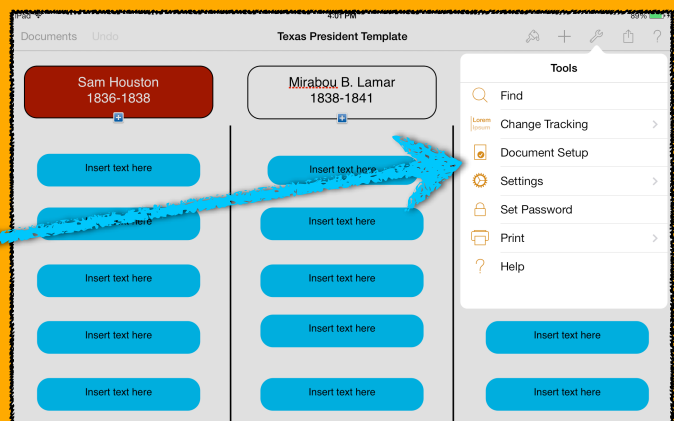 iPad 4:01 PM 89%
Documents Undo Texas President Template ?
Sam Houston
1836-1838
Mirabou B. Lamar
1838-1841
Tools
Find
Lorem
Ipsum
Change Tracking
Document Setup
Settings
Set Password
Print
? Help
Insert text here Insert text here
Insert text here Insert text here
Insert text here Insert text here
Insert text here Insert text here Insert text here
Insert text here Insert text here Insert text here